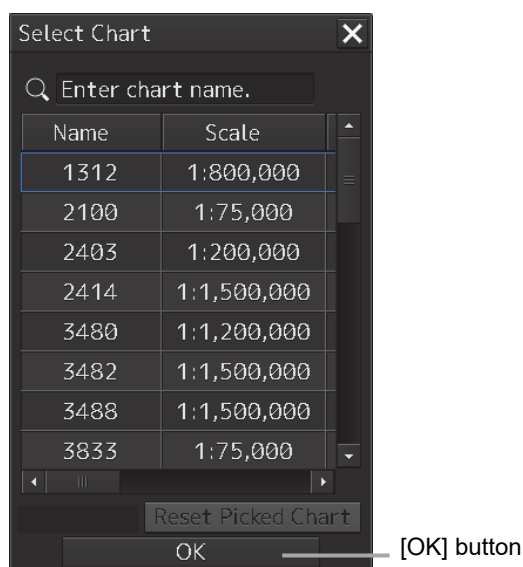 Select Chart
Enter chart name.
Name Scale
1312 1:800,000
2100 1:75,000
2403 1:200,000
2414 1:1,500,000
3480 1:1,200,000
3482 1:1,500,000
3488 1:1,500,000
3833 1:75,000
Reset Picked Chart
OK [OK] button